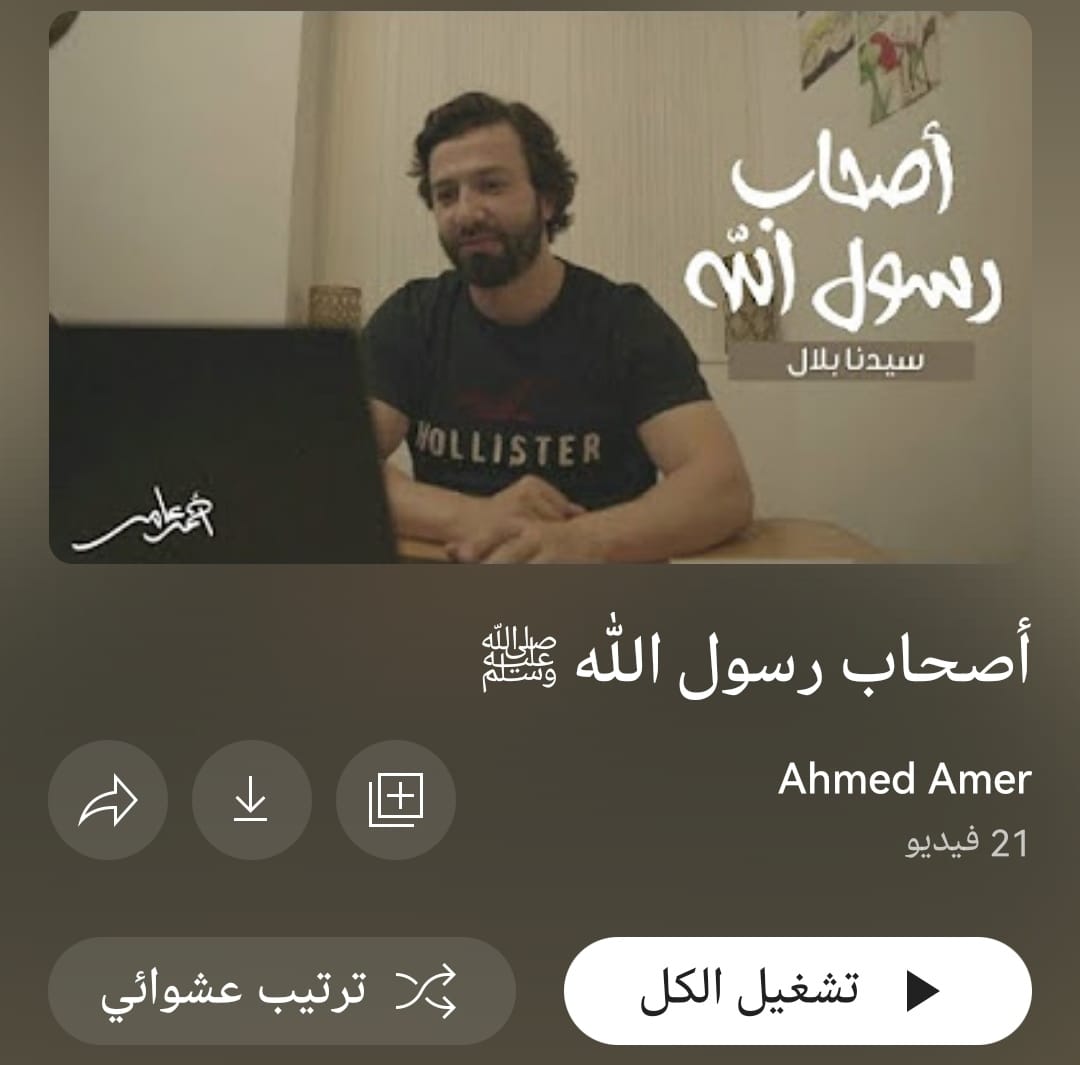 أصحاب
رسول الله
سيدنا بلال
HOLLISTER
أحمد عامر
أصحاب رسول الله ﷺ
Ahmed Amer
21 فيديو
تشغيل الكل
ترتيب عشوائي